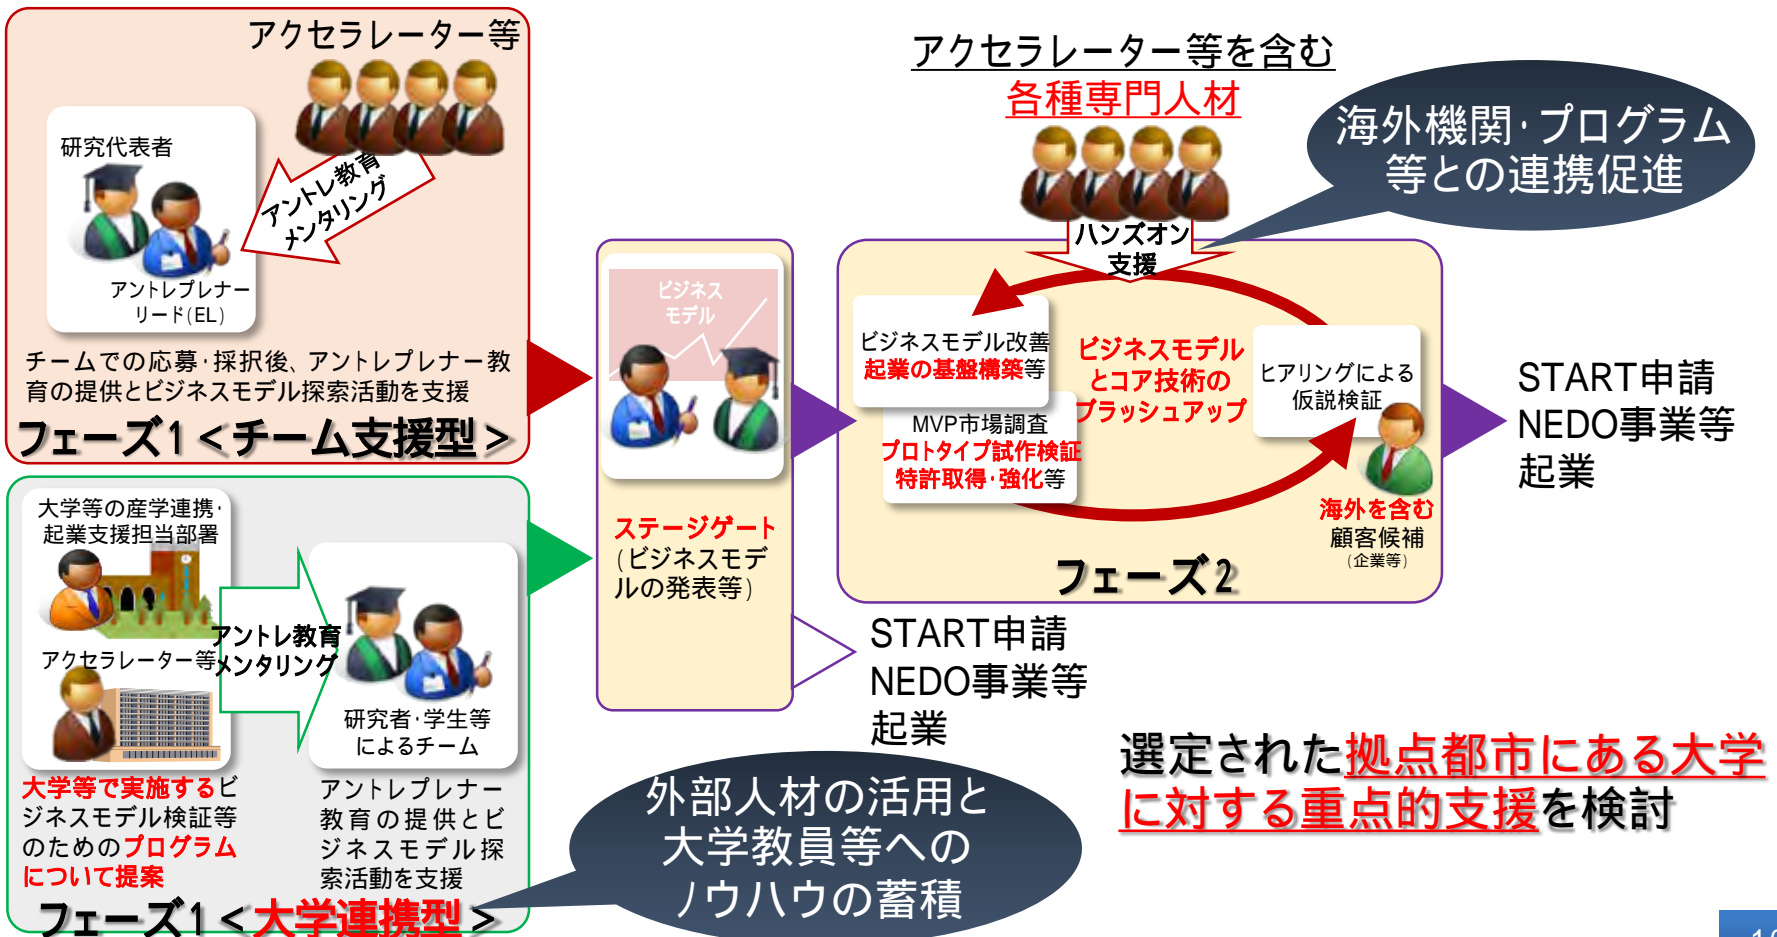 アクセラレーター等
研究代表者
アントレ教育
メンタリング
アントレプレナー
リード(EL)
チームでの応募・採択後、アントレプレナー教
育の提供とビジネスモデル探索活動を支援
フェーズ1<チーム支援型>
大学等の産学連携・
起業支援担当部署
アクセラレーター等
アントレ教育
メンタリング
研究者・学生等
によるチーム
大学等で実施するビ
ジネスモデル検証等
のためのプログラム
について提案
アントレプレナー
教育の提供とビ
ジネスモデル探
索活動を支援
フェーズ1<大学連携型>
外部人材の活用と
大学教員等への
ノウハウの蓄積
ビジネス
モデル
ステージゲート
(ビジネスモデ
ルの発表等)
START申請
NEDO事業等
起業
アクセラレーター等を含む
各種専門人材
ハンズオン
支援
海外機関・プログラム
等との連携促進
ビジネスモデル改善
起業の基盤構築等
MVP市場調査
プロトタイプ試作検証
特許取得・強化等
ビジネスモデル
とコア技術の
ブラッシュアップ
ヒアリングによる
仮説検証
海外を含む
顧客候補
(企業等)
フェーズ2
START申請
NEDO事業等
起業
選定された拠点都市にある大学
に対する重点的支援を検討